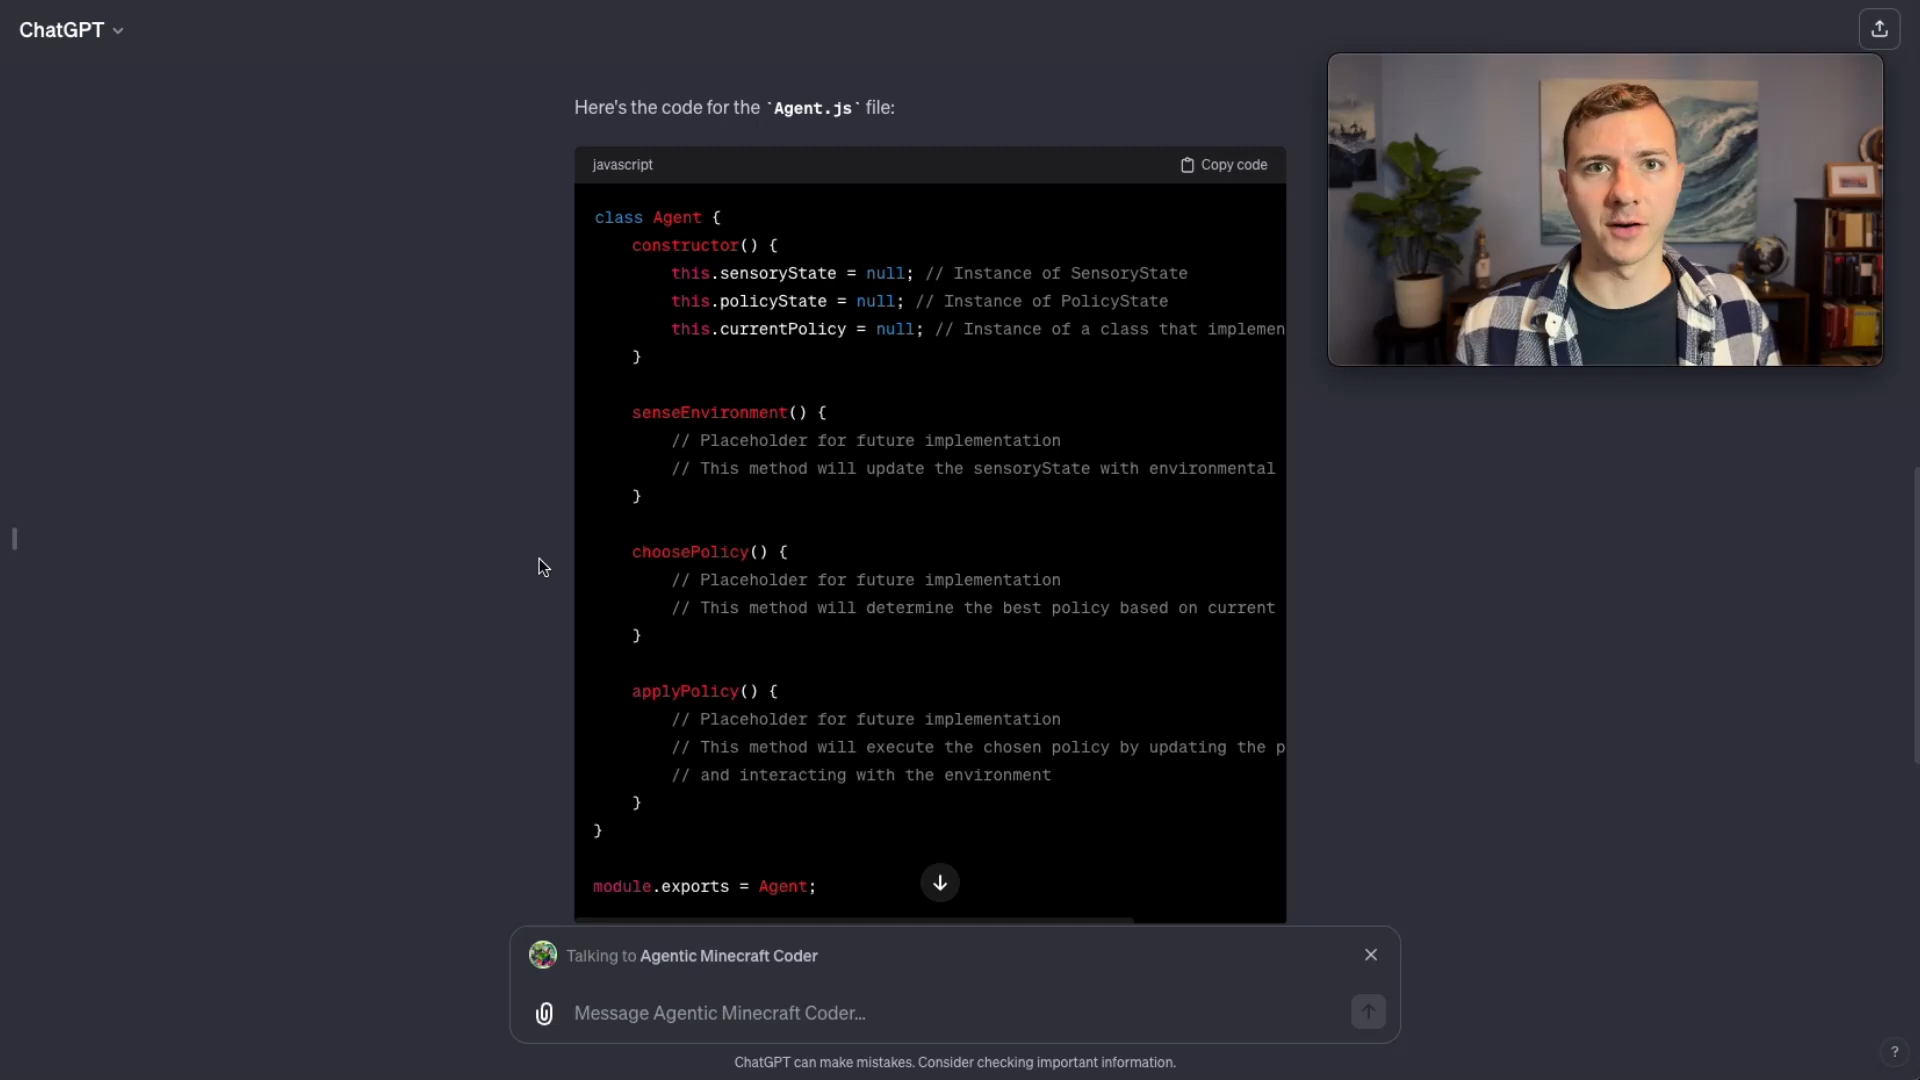 ChatGPT
Here's the code for the `Agent.js` file:
javascript
Copy code
class Agent {
constructor() {
this.sensoryState = null; // Instance of SensoryState
this.policyState = null; // Instance of PolicyState
this.currentPolicy = null; // Instance of a class that implemen
}
senseEnvironment() {
// Placeholder for future implementation
// This method will update the sensoryState with environmental
}
choosePolicy() {
// Placeholder for future implementation
// This method will determine the best policy based on current
}
applyPolicy() {
// Placeholder for future implementation
// This method will execute the chosen policy by updating the p
// and interacting with the environment
}
}
module.exports = Agent;
Talking to Agentic Minecraft Coder
Message Agentic Minecraft Coder...
ChatGPT can make mistakes. Consider checking important information.
?